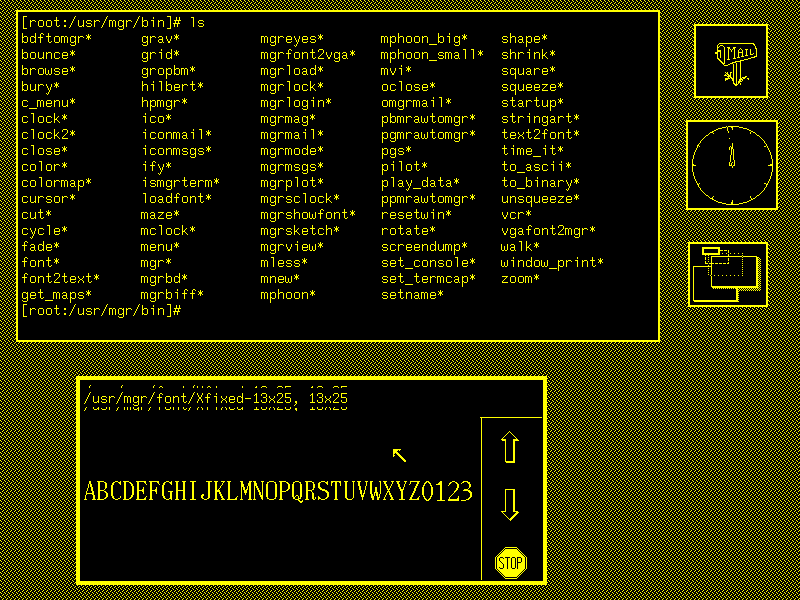 [root:/usr/mgr/bin]# ls
bdftomgr* grav* mgreyes* mphoon_big* shape*
bounce* grid* mgrfont2vga* mphoon_small* shrink*
browse* gropbm* mgrload* mvi* square*
bury* hilbert* mgrlock* oclose* squeeze*
c_menu* hpmgr* mgrlogin* omgrmail* startup*
clock* ico* mgrmag* pbmrawtomgr* stringart*
clock2* iconmail* mgrmail* pgmrawtomgr* text2font*
close* iconmsgs* mgrmode* pgs* time_it*
color* ify* mgrmsgs* pilot* to_ascii*
colormap* ismgrterm* mgrplot* play_data* to_binary*
cursor* loadfont* mgrsclock* ppmrawtomgr* unsqueeze*
cut* maze* mgrshowfont* resetwin* vcr*
cycle* mclock* mgrsketch* rotate* vgafont2mgr*
fade* menu* mgrview* screendump* walk*
font* mgr* mless* set_console* window_print*
font2text* mgrbd* mnew* set_termcap* zoom*
get_maps* mgrbiff* mphoon* setname*
[root:/usr/mgr/bin]#
MAIL
/usr/mgr/font/Xfixed-13x25, 13x25
ABCDEFGHIJKLMNOPQRSTUVWXYZ0123
STOP